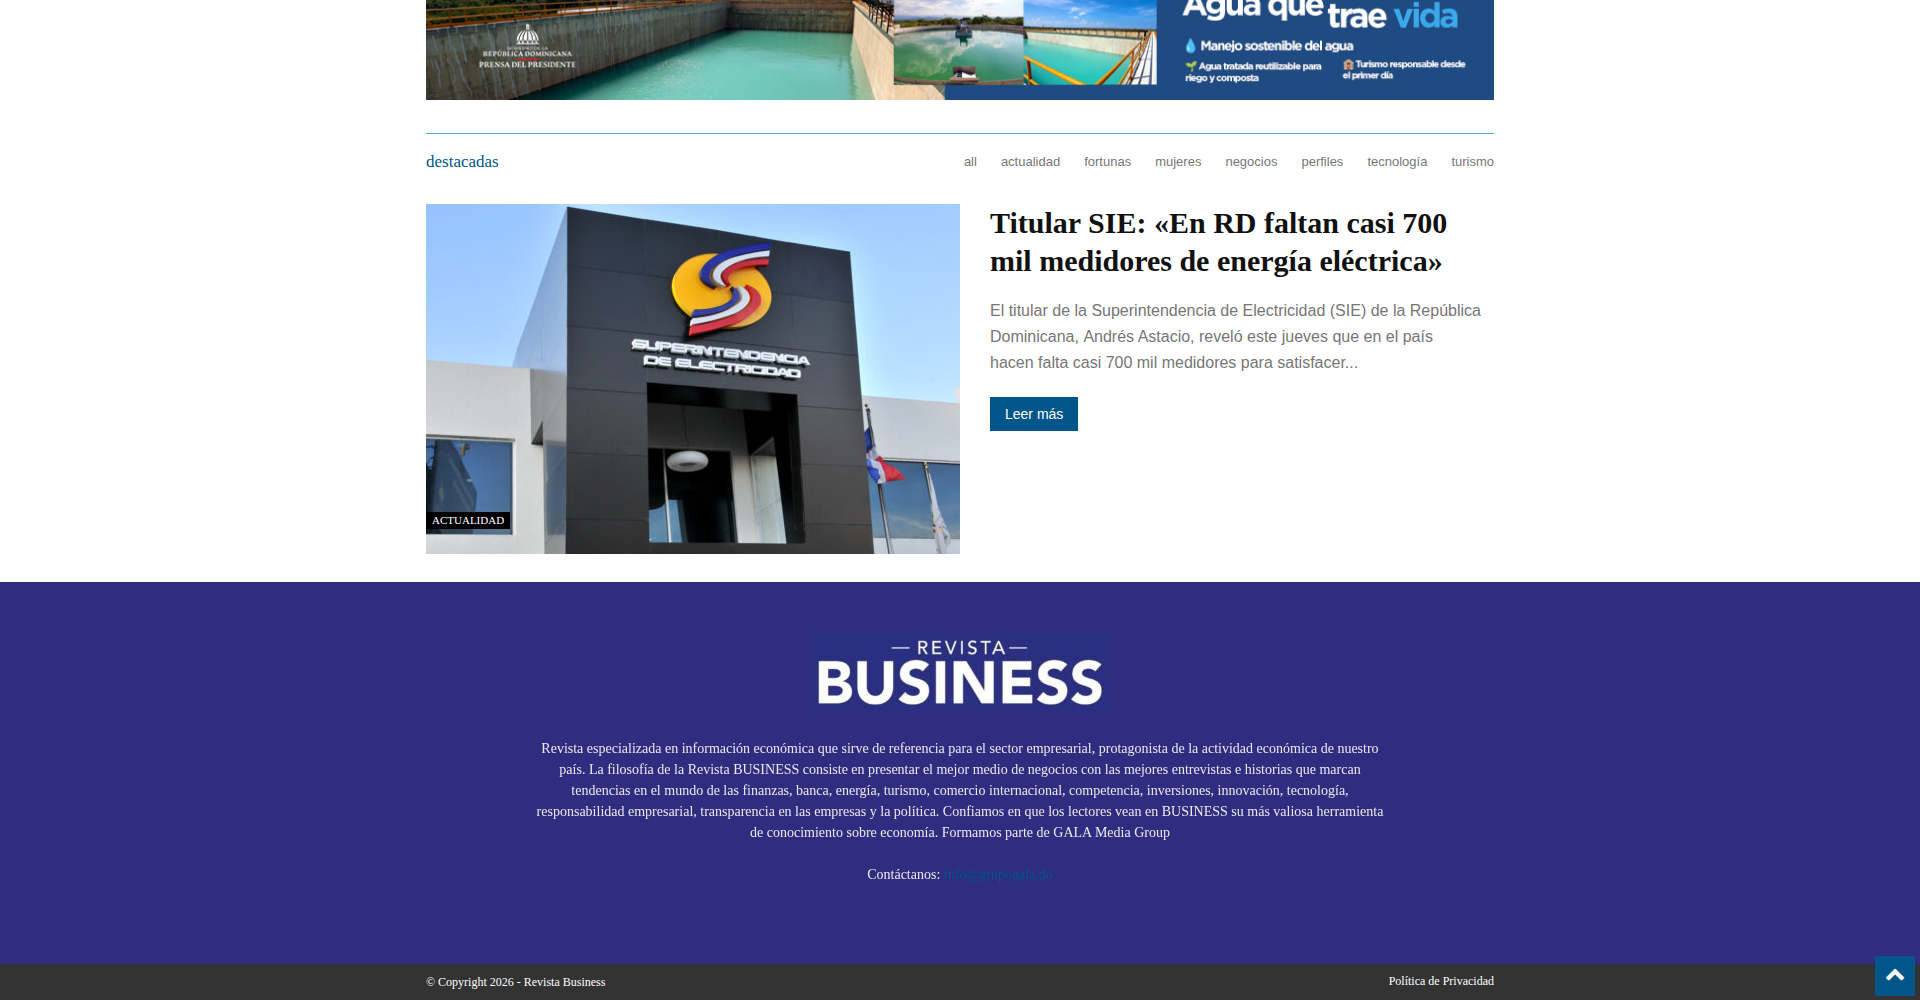 Agua que
trae vida
GOBIERNO DE LA
REPÚBLICA DOMINICANA
PRENSA DEL PRESIDENTE
Manejo sostenible del agua
Agua tratada reutilizable para
riego y composta
Turismo responsable desde
el primer día
destacadas
all actualidad fortunas mujeres negocios perfiles tecnología turismo
SUPERINTENDENCIA
DE ELECTRICIDAD
ACTUALIDAD
Titular SIE: «En RD faltan casi 700
mil medidores de energía eléctrica»
El titular de la Superintendencia de Electricidad (SIE) de la República
Dominicana, Andrés Astacio, reveló este jueves que en el país
hacen falta casi 700 mil medidores para satisfacer...
Leer más
REVISTA
BUSINESS
Revista especializada en información económica que sirve de referencia para el sector empresarial, protagonista de la actividad económica de nuestro
país. La filosofía de la Revista BUSINESS consiste en presentar el mejor medio de negocios con las mejores entrevistas e historias que marcan
tendencias en el mundo de las finanzas, banca, energía, turismo, comercio internacional, competencia, inversiones, innovación, tecnología,
responsabilidad empresarial, transparencia en las empresas y la política. Confiamos en que los lectores vean en BUSINESS su más valiosa herramienta
de conocimiento sobre economía. Formamos parte de GALA Media Group
Contáctanos: info@grupogala.do
© Copyright 2026 - Revista Business
Política de Privacidad